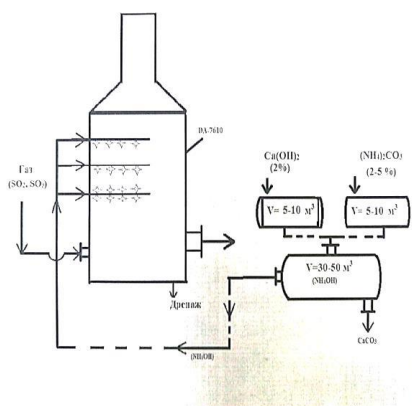 DA-7610
Газ
(SO₂, SO₃)
Ca(OH)₂
(2%)
(NH₄)₂CO₃
(2-5 %)
V= 5-10 м³
V= 5-10 м³
V=30-50 м³
(NH₄OH)
Дренаж
(NH₄OH)
CaCO₃